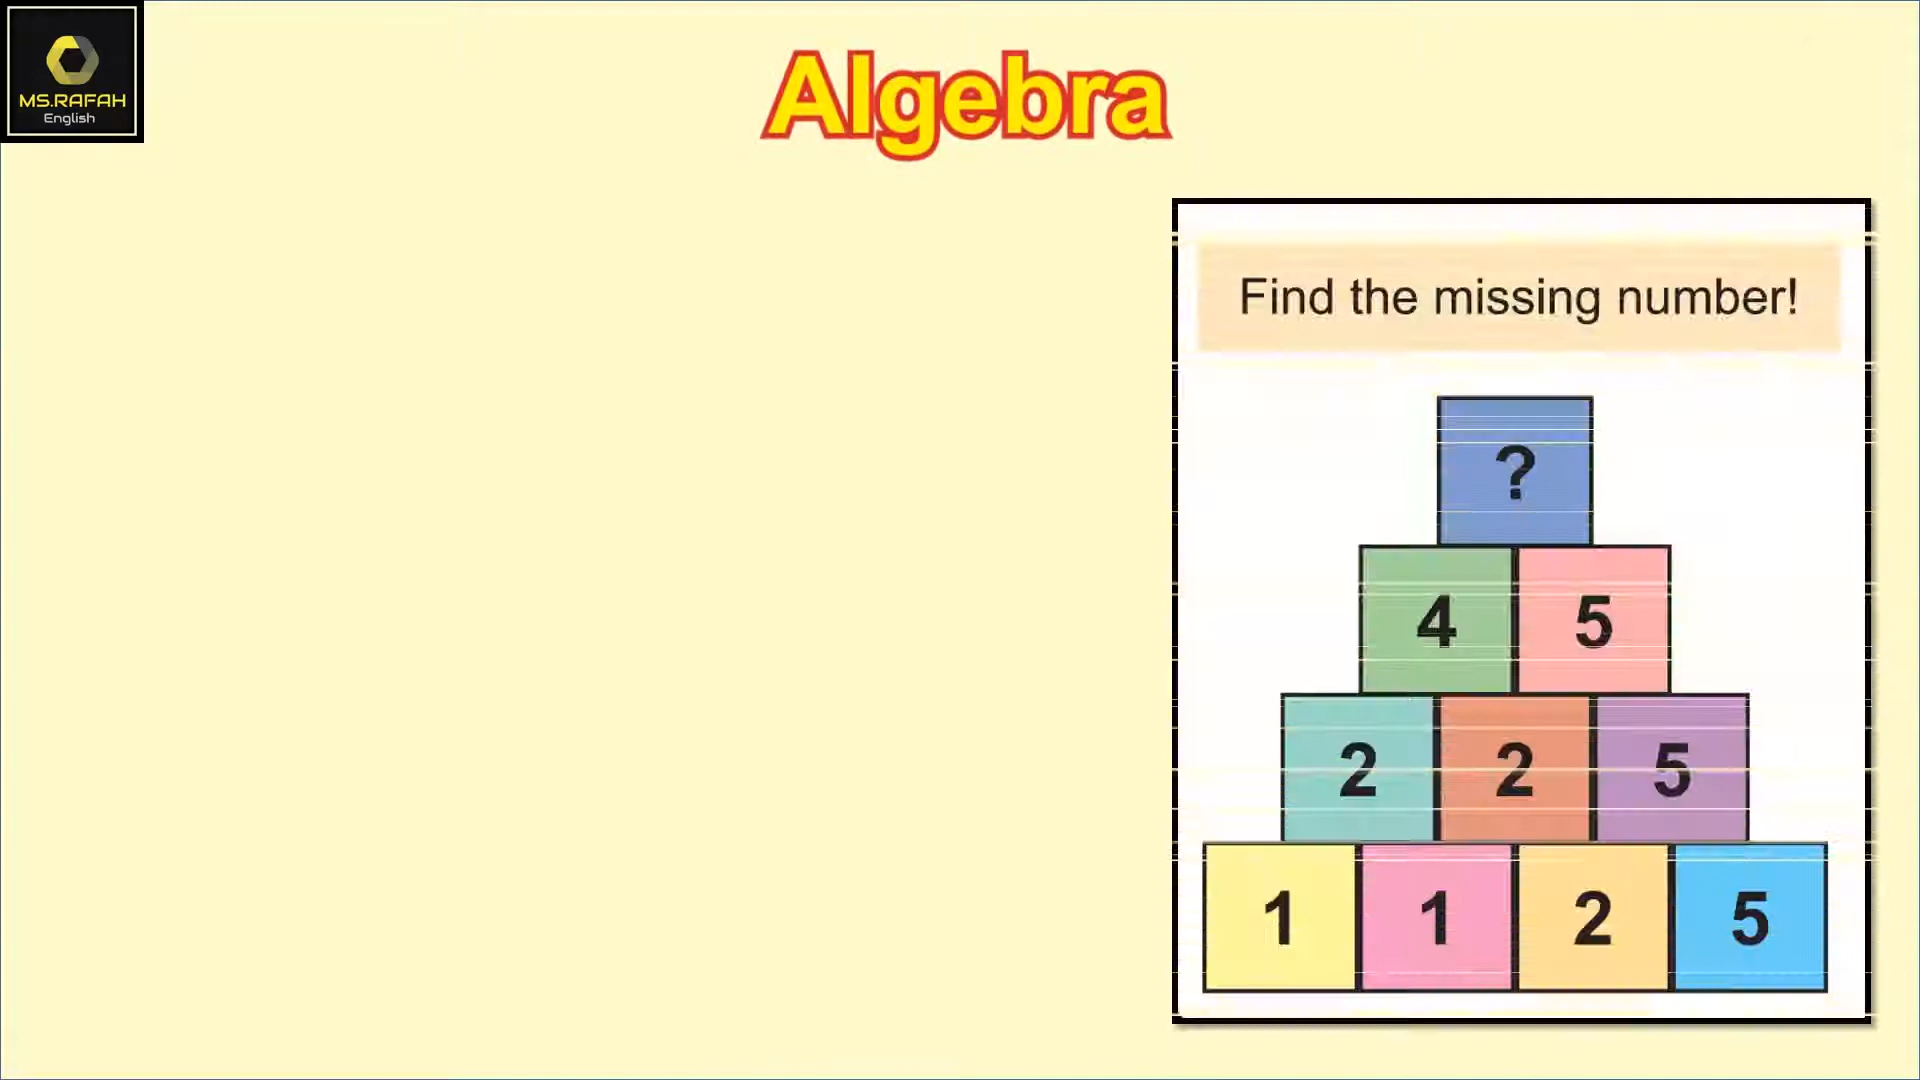 MS.RAFAH
English
Algebra
Find the missing number!
?
4 5
2 2 5
1 1 2 5